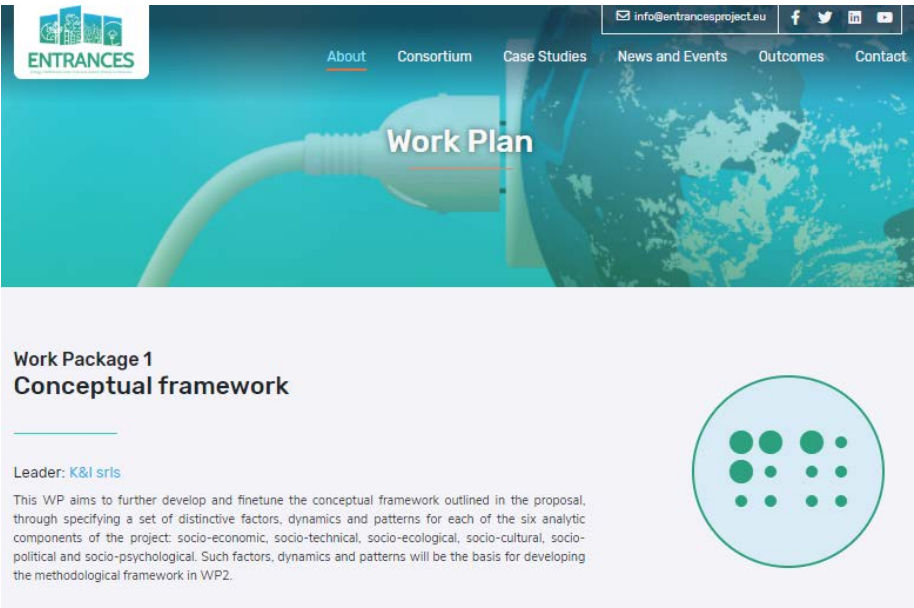 info@entrancesproject.eu
ENTRANCES
About Consortium Case Studies News and Events Outcomes Contact
Work Plan
Work Package 1
Conceptual framework
Leader: K&I srls
This WP aims to further develop and finetune the conceptual framework outlined in the proposal,
through specifying a set of distinctive factors, dynamics and patterns for each of the six analytic
components of the project: socio-economic, socio-technical, socio-ecological, socio-cultural, socio-
political and socio-psychological. Such factors, dynamics and patterns will be the basis for developing
the methodological framework in WP2.